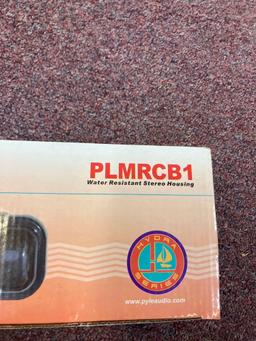 PLMRCB1
Water Resistant Stereo Housing
HYDRA
SERIES
www.pyleaudio.com